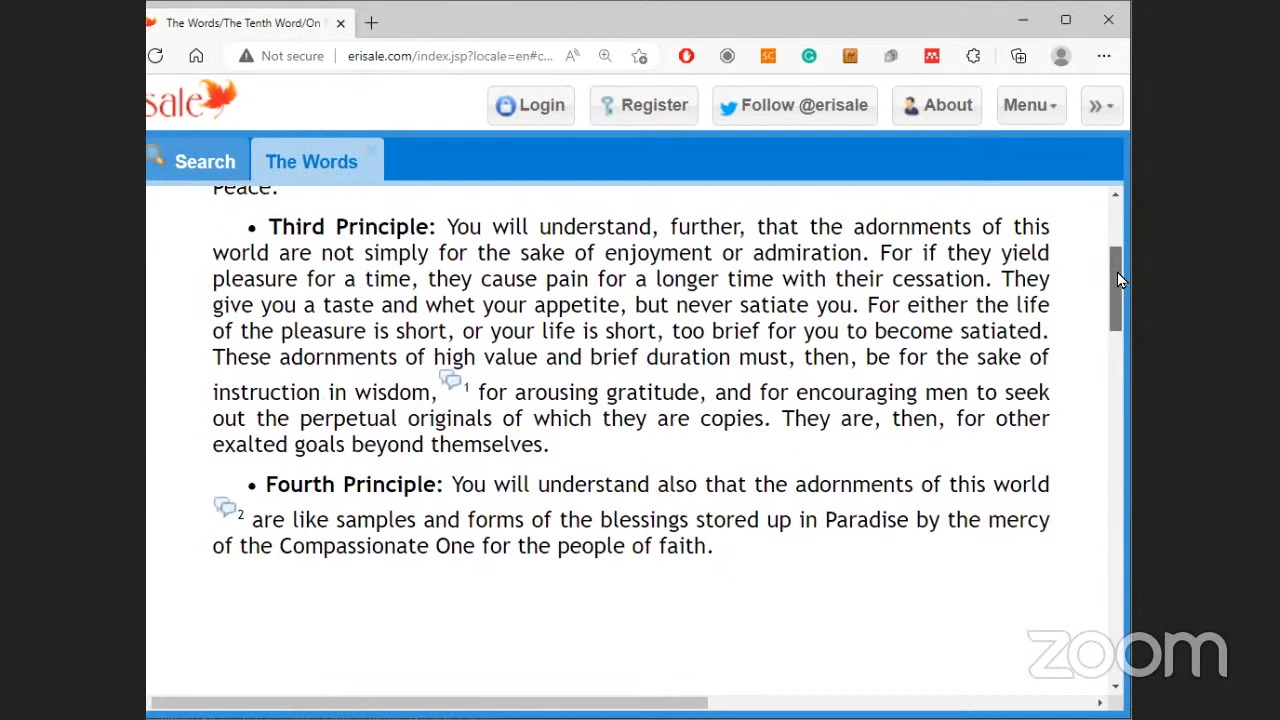 The Words/The Tenth Word/On
Not secure erisale.com/index.jsp?locale=en#c...
isale Login Register Follow @erisale About Menu
Search The Words
Peace.
• Third Principle: You will understand, further, that the adornments of this
world are not simply for the sake of enjoyment or admiration. For if they yield
pleasure for a time, they cause pain for a longer time with their cessation. They
give you a taste and whet your appetite, but never satiate you. For either the life
of the pleasure is short, or your life is short, too brief for you to become satiated.
These adornments of high value and brief duration must, then, be for the sake of
instruction in wisdom, 1 for arousing gratitude, and for encouraging men to seek
out the perpetual originals of which they are copies. They are, then, for other
exalted goals beyond themselves.
• Fourth Principle: You will understand also that the adornments of this world
2 are like samples and forms of the blessings stored up in Paradise by the mercy
of the Compassionate One for the people of faith.
zoom